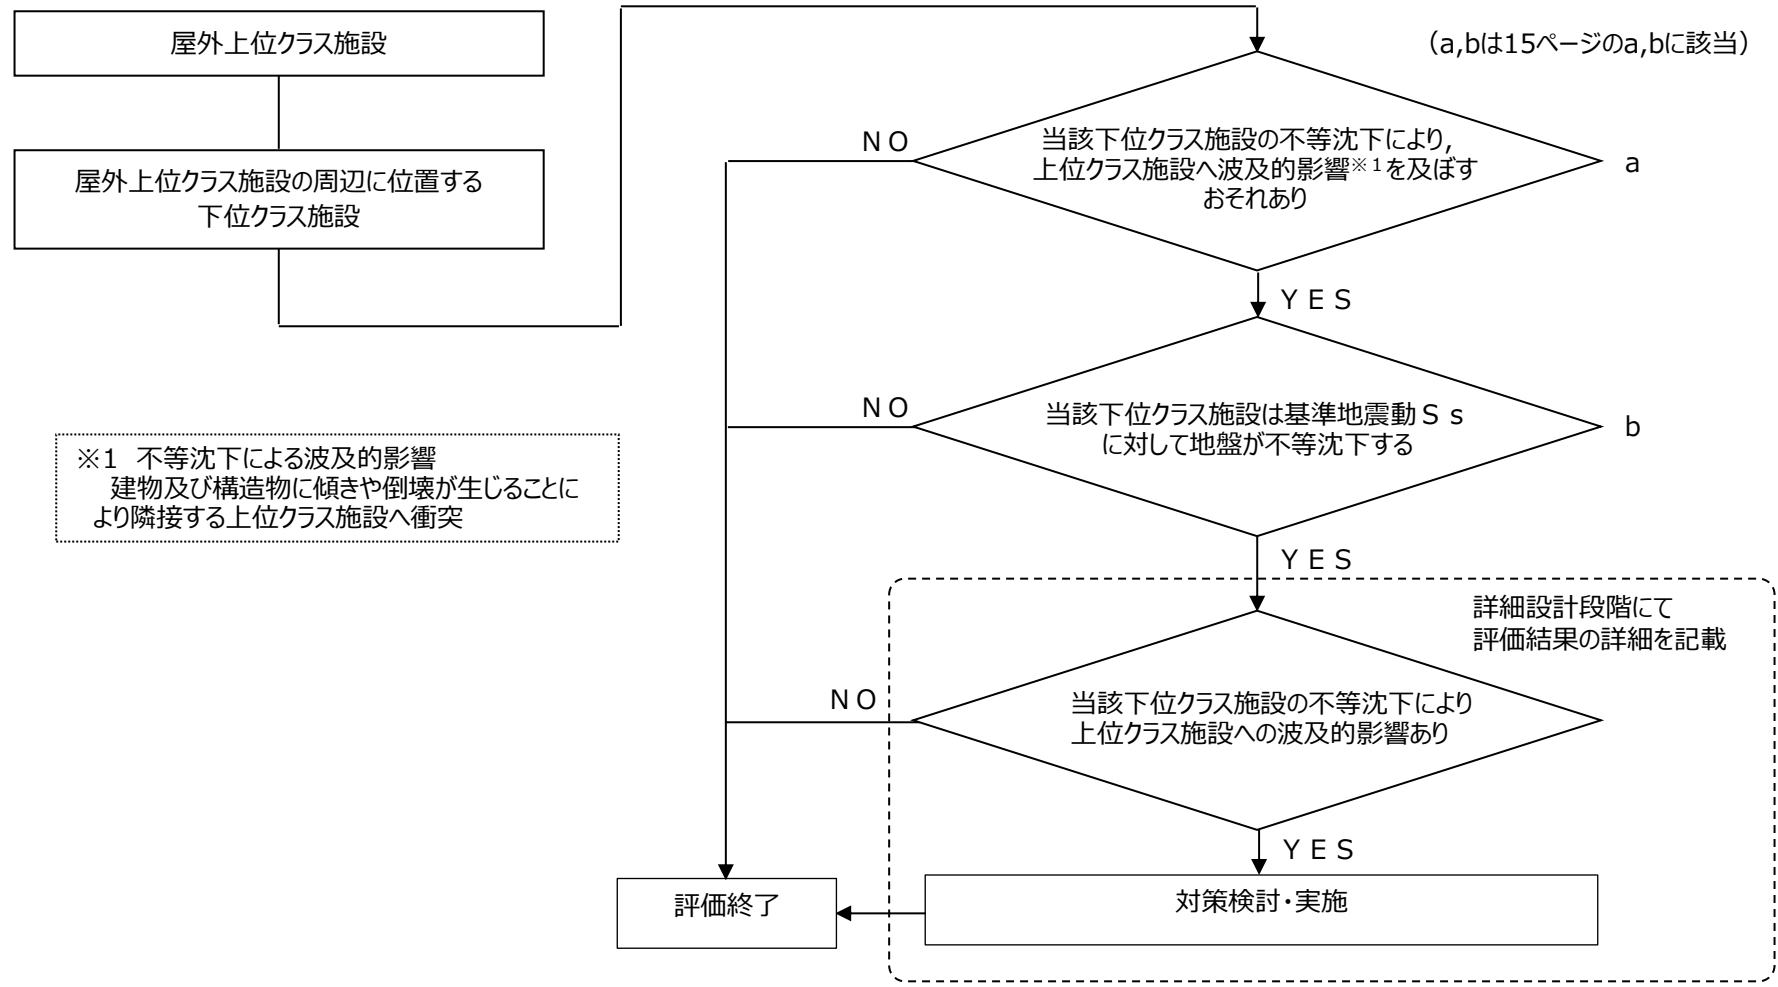 屋外上位クラス施設
屋外上位クラス施設の周辺に位置する
下位クラス施設
（a,bは15ページのa,bに該当）
当該下位クラス施設の不等沈下により,
上位クラス施設へ波及的影響※1を及ぼす
おそれあり
NO
a
YES
当該下位クラス施設は基準地震動Ｓｓ
に対して地盤が不等沈下する
NO
b
YES
※1　不等沈下による波及的影響
建物及び構造物に傾きや倒壊が生じることに
より隣接する上位クラス施設へ衝突
詳細設計段階にて
評価結果の詳細を記載
当該下位クラス施設の不等沈下により
上位クラス施設への波及的影響あり
NO
YES
対策検討・実施
評価終了